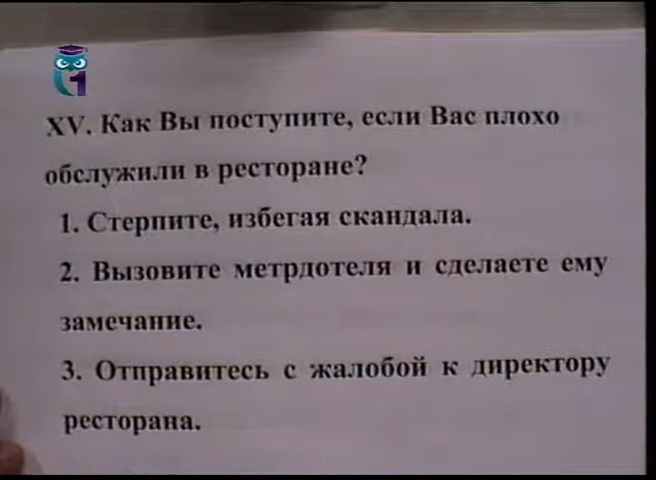 1
XV. Как Вы поступите, если Вас плохо
обслужили в ресторане?
1. Стерпите, избегая скандала.
2. Вызовите метрдотеля и сделаете ему
замечание.
3. Отправитесь с жалобой к директору
ресторана.